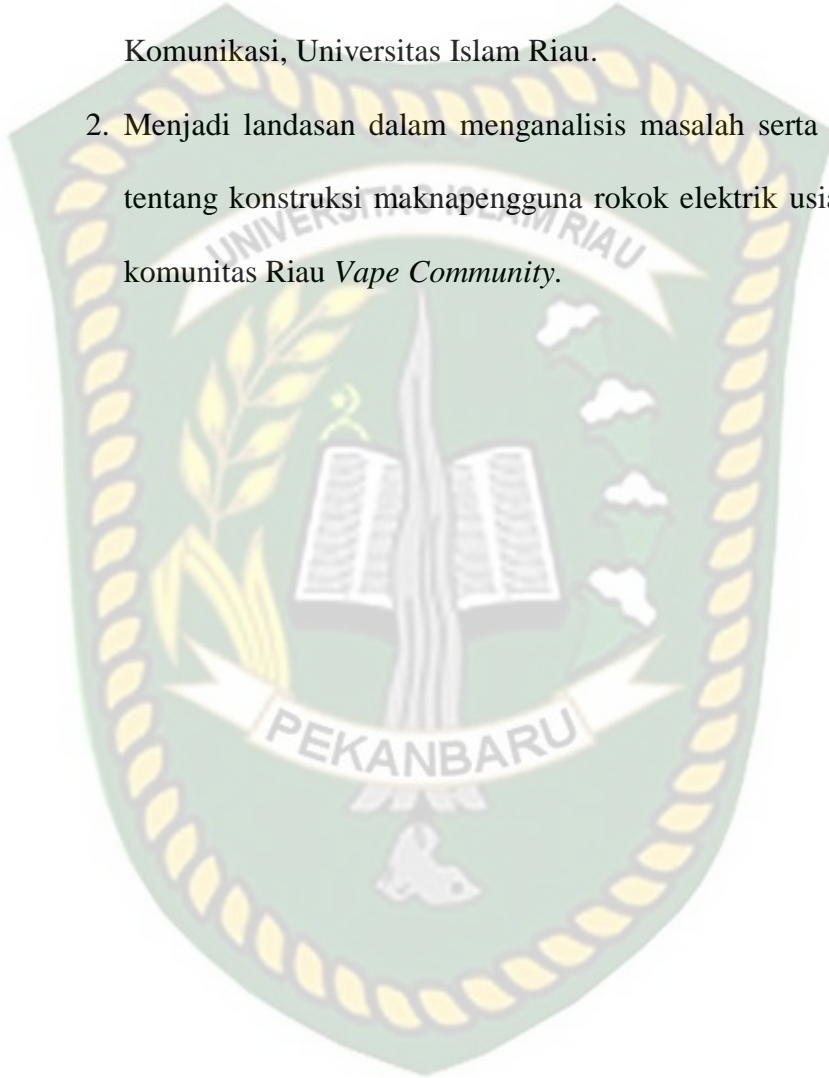 Komunikasi, Universitas Islam Riau.
2. Menjadi landasan dalam menganalisis masalah serta
tentang konstruksi maknapengguna rokok elektrik usia
komunitas Riau Vape Community.
UNIVERSITAS ISLAM RIAU
PEKANBARU